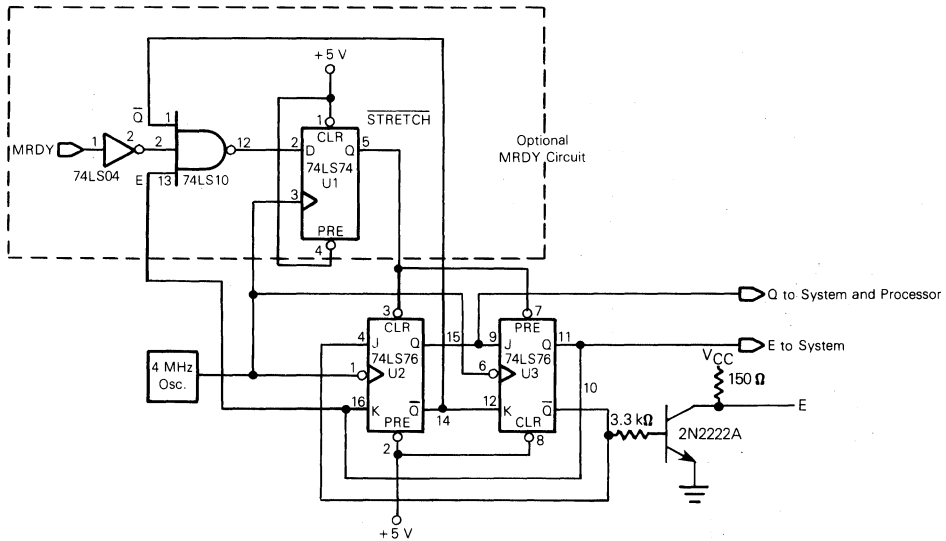 +5 V
STRETCH
Optional
MRDY Circuit
MRDY
1
2
Q
1
2
E
13
12
74LS04
74LS10
1
CLR
2
D
Q
5
74LS74
U1
3
PRE
4
3
CLR
4
J
Q
15
74LS76
U2
1
16
K
Q
14
PRE
2
7
PRE
9
J
Q
11
74LS76
U3
6
12
K
Q
10
CLR
8
4 MHz
Osc.
+5 V
Q to System and Processor
E to System
VCC
150 Ω
3.3 kΩ
2N2222A
E